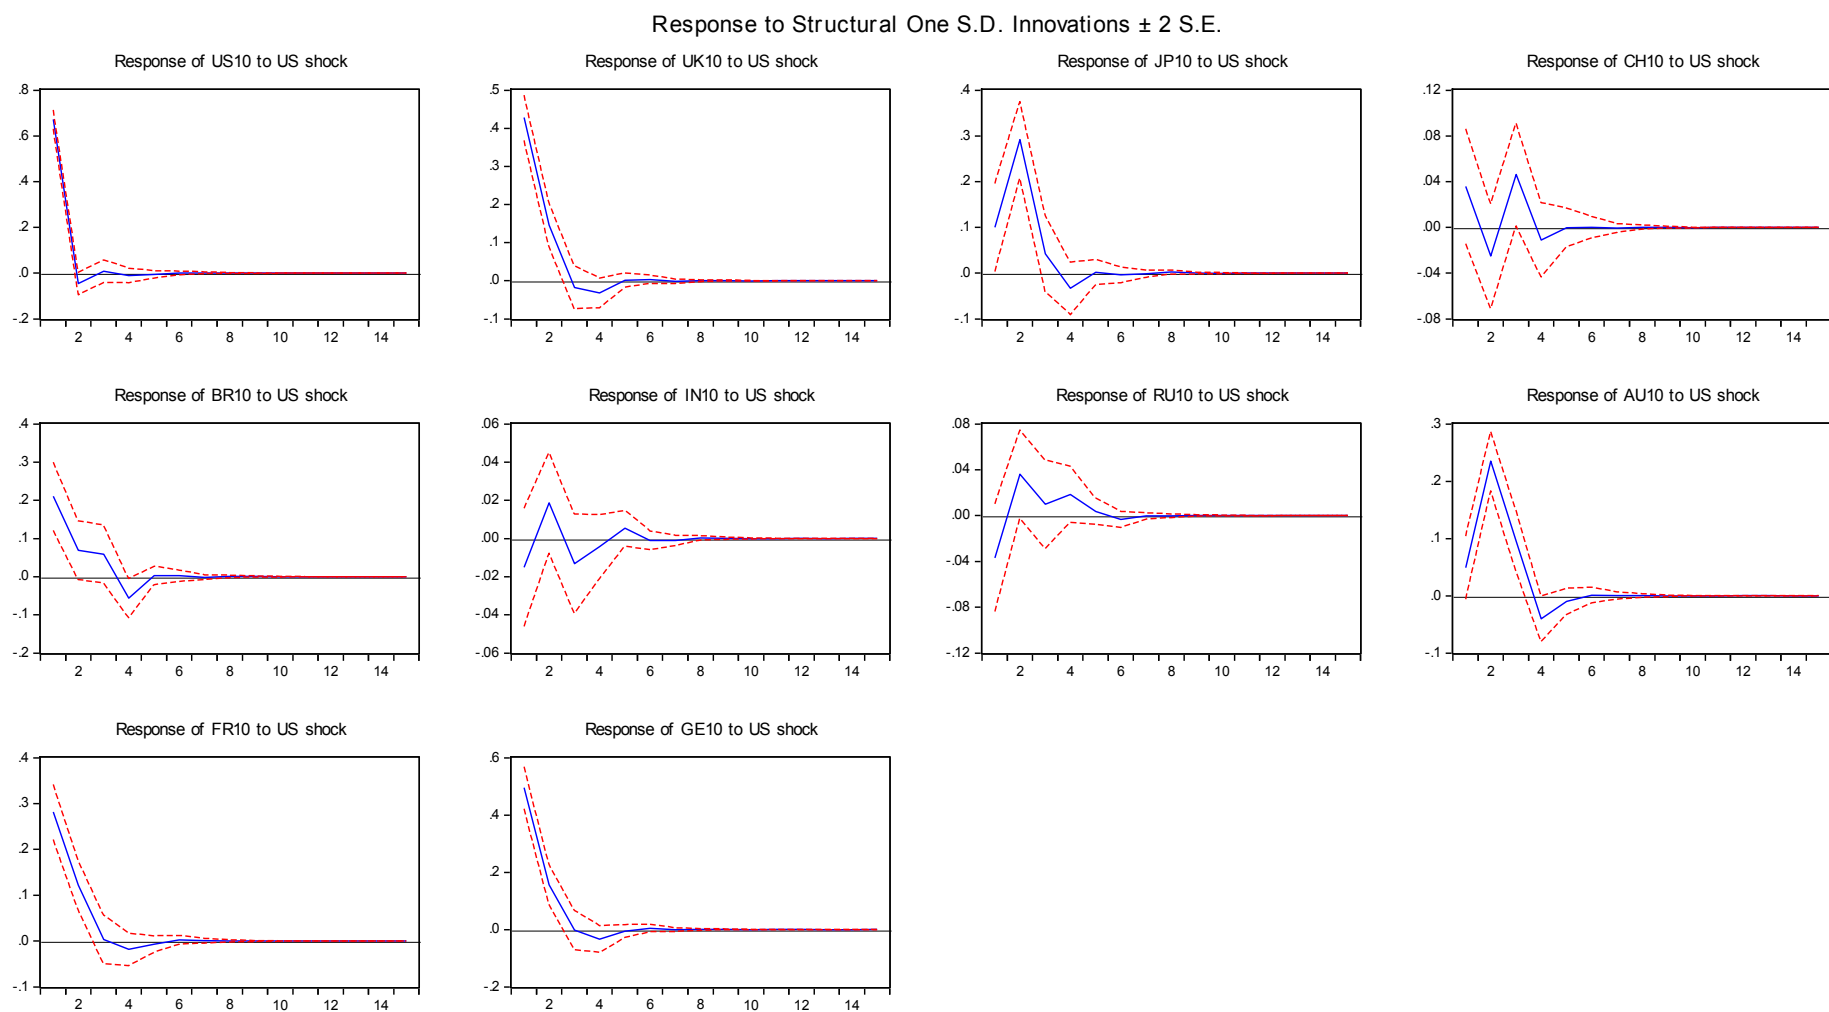 Response to Structural One S.D. Innovations ± 2 S.E.
Response of US10 to US shock
.8
.6
.4
.2
.0
-.2
2 4 6 8 10 12 14
Response of UK10 to US shock
.5
.4
.3
.2
.1
.0
-.1
2 4 6 8 10 12 14
Response of JP10 to US shock
.4
.3
.2
.1
.0
-.1
2 4 6 8 10 12 14
Response of CH10 to US shock
.12
.08
.04
.00
-.04
-.08
2 4 6 8 10 12 14
Response of BR10 to US shock
.4
.3
.2
.1
.0
-.1
-.2
2 4 6 8 10 12 14
Response of IN10 to US shock
.06
.04
.02
.00
-.02
-.04
-.06
2 4 6 8 10 12 14
Response of RU10 to US shock
.08
.04
.00
-.04
-.08
-.12
2 4 6 8 10 12 14
Response of AU10 to US shock
.3
.2
.1
.0
-.1
2 4 6 8 10 12 14
Response of FR10 to US shock
.4
.3
.2
.1
.0
-.1
2 4 6 8 10 12 14
Response of GE10 to US shock
.6
.4
.2
.0
-.2
2 4 6 8 10 12 14